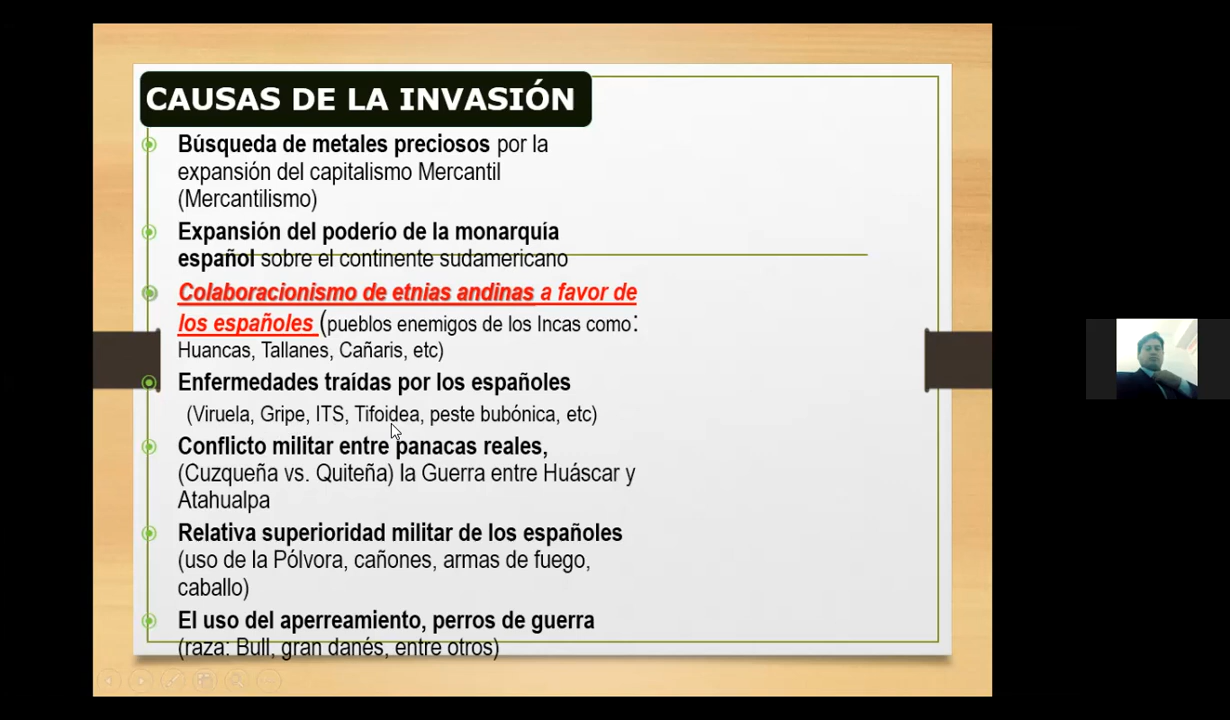 CAUSAS DE LA INVASIÓN
Búsqueda de metales preciosos por la
expansión del capitalismo Mercantil
(Mercantilismo)
Expansión del poderío de la monarquía
español sobre el continente sudamericano
Colaboracionismo de etnias andinas a favor de
los españoles (pueblos enemigos de los Incas como:
Huancas, Tallanes, Cañaris, etc)
Enfermedades traídas por los españoles
(Viruela, Gripe, ITS, Tifoidea, peste bubónica, etc)
Conflicto militar entre panacas reales,
(Cuzqueña vs. Quiteña) la Guerra entre Huáscar y
Atahualpa
Relativa superioridad militar de los españoles
(uso de la Pólvora, cañones, armas de fuego,
caballo)
El uso del aperreamiento, perros de guerra
(raza: Bull, gran danés, entre otros)